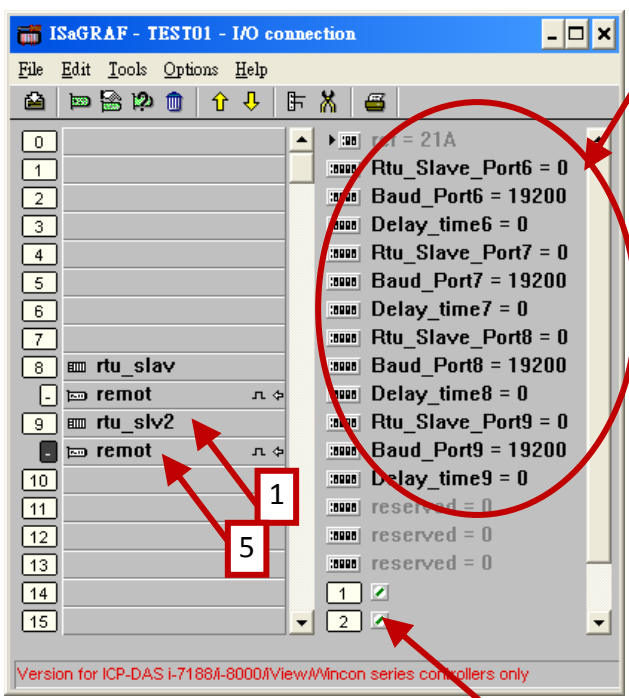 ISaGRAF - TEST01 - I/O connection
File Edit Tools Options Help
0
1
2
3
4
5
6
7
8 rtu_slav
- remot
9 rtu_slv2
- remot
10
11
12
13
14
15
1
5
ref = 21A
Rtu_Slave_Port6 = 0
Baud_Port6 = 19200
Delay_time6 = 0
Rtu_Slave_Port7 = 0
Baud_Port7 = 19200
Delay_time7 = 0
Rtu_Slave_Port8 = 0
Baud_Port8 = 19200
Delay_time8 = 0
Rtu_Slave_Port9 = 0
Baud_Port9 = 19200
Delay_time9 = 0
reserved = 0
reserved = 0
reserved = 0
1
2
Version for ICP-DAS i-7188/i-8000/iView/Wincon series controllers only